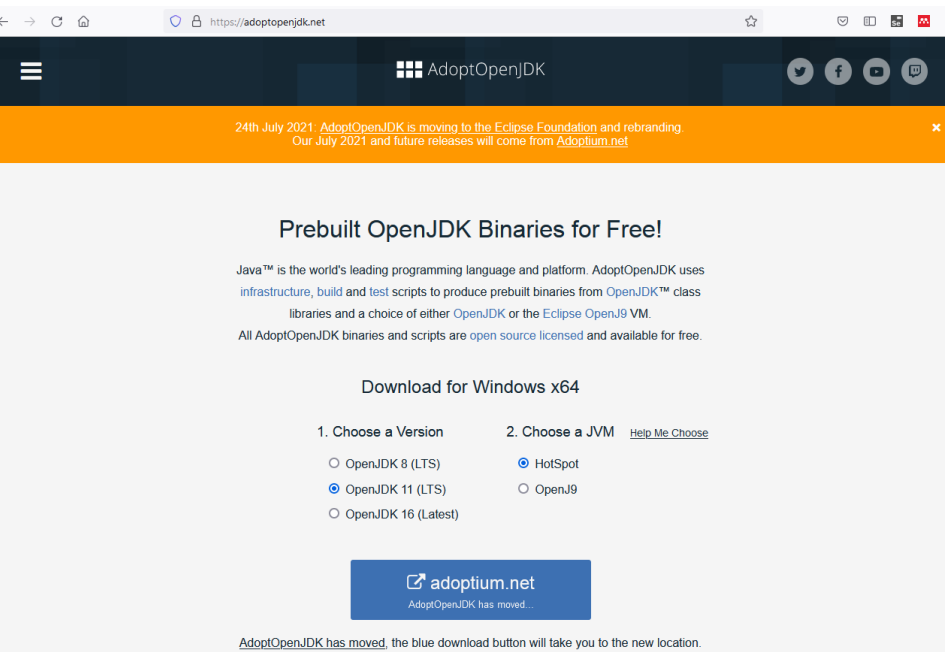 https://adoptopenjdk.net
AdoptOpenJDK
24th July 2021: AdoptOpenJDK is moving to the Eclipse Foundation and rebranding.
Our July 2021 and future releases will come from Adoptium.net
Prebuilt OpenJDK Binaries for Free!
Java™ is the world's leading programming language and platform. AdoptOpenJDK uses
infrastructure, build and test scripts to produce prebuilt binaries from OpenJDK™ class
libraries and a choice of either OpenJDK or the Eclipse OpenJ9 VM.
All AdoptOpenJDK binaries and scripts are open source licensed and available for free.
Download for Windows x64
1. Choose a Version
2. Choose a JVM Help Me Choose
OpenJDK 8 (LTS)
HotSpot
OpenJDK 11 (LTS)
OpenJ9
OpenJDK 16 (Latest)
adoptium.net
AdoptOpenJDK has moved...
AdoptOpenJDK has moved, the blue download button will take you to the new location.